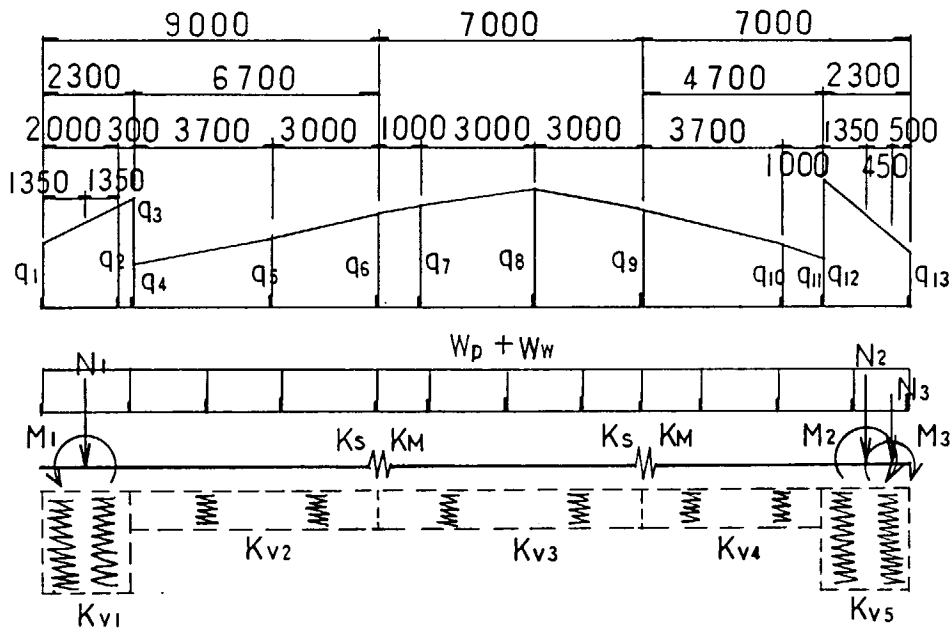 9000 7000 7000
2300 6700 4700 2300
2000 300 3700 3000 1000 3000 3000 3700 1350 500
1000 450
1350 1350
q3
q1 q2 q4 q5 q6 q7 q8 q9 q10 q11 q12 q13
Wp + Ww
N1 N2
N3
M1 Ks KM Ks KM M2 M3
Kv2 Kv3 Kv4
Kv1 Kv5